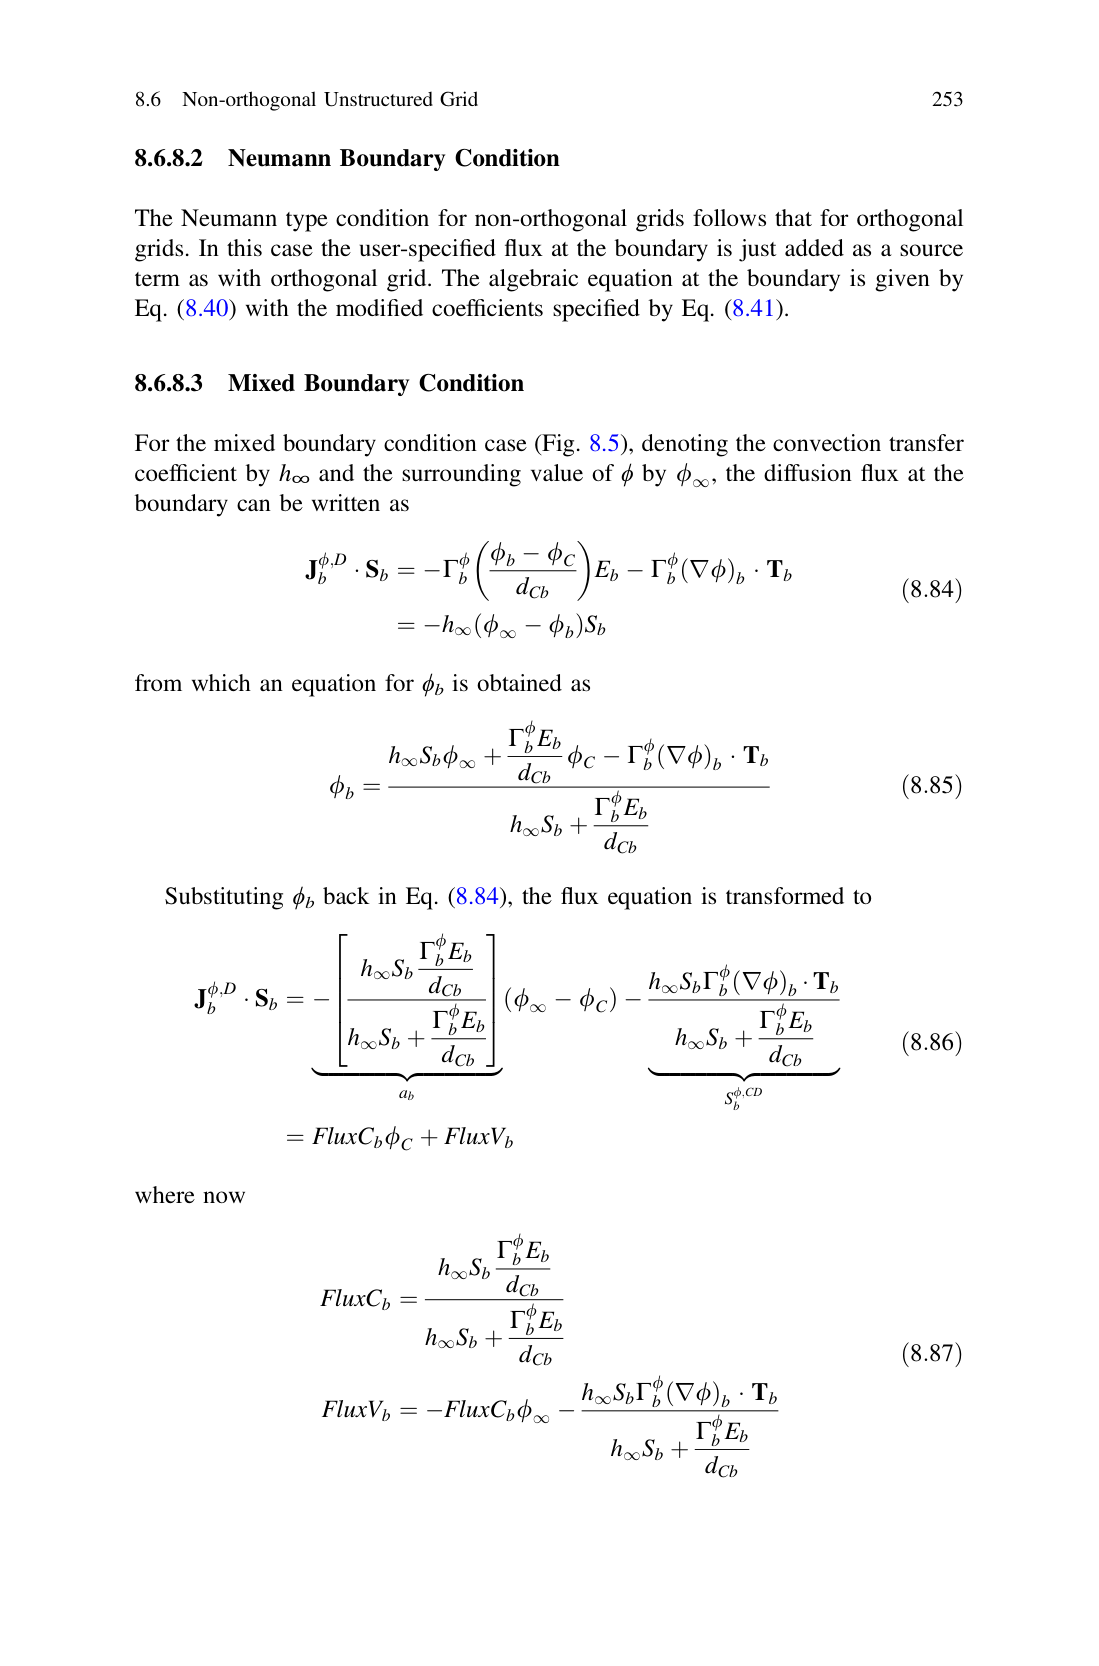 8.6 Non-orthogonal Unstructured Grid 253
8.6.8.2 Neumann Boundary Condition
The Neumann type condition for non-orthogonal grids follows that for orthogonal
grids. In this case the user-specified flux at the boundary is just added as a source
term as with orthogonal grid. The algebraic equation at the boundary is given by
Eq. (8.40) with the modified coefficients specified by Eq. (8.41).
8.6.8.3 Mixed Boundary Condition
For the mixed boundary condition case (Fig. 8.5), denoting the convection transfer
coefficient by $h_\infty$ and the surrounding value of $\phi$ by $\phi_\infty$, the diffusion flux at the
boundary can be written as
$\mathbf{J}_b^{\phi,D} \cdot \mathbf{S}_b = -\Gamma_b^\phi \left( \frac{\phi_b - \phi_C}{d_{Cb}} \right) E_b - \Gamma_b^\phi (\nabla\phi)_b \cdot \mathbf{T}_b$
$= -h_\infty (\phi_\infty - \phi_b) S_b$ (8.84)
from which an equation for $\phi_b$ is obtained as
$\phi_b = \frac{h_\infty S_b \phi_\infty + \frac{\Gamma_b^\phi E_b}{d_{Cb}} \phi_C - \Gamma_b^\phi (\nabla\phi)_b \cdot \mathbf{T}_b}{h_\infty S_b + \frac{\Gamma_b^\phi E_b}{d_{Cb}}}$ (8.85)
Substituting $\phi_b$ back in Eq. (8.84), the flux equation is transformed to
$\mathbf{J}_b^{\phi,D} \cdot \mathbf{S}_b = \underbrace{-\left[ \frac{h_\infty S_b \frac{\Gamma_b^\phi E_b}{d_{Cb}}}{h_\infty S_b + \frac{\Gamma_b^\phi E_b}{d_{Cb}}} \right]}_{a_b} (\phi_\infty - \phi_C) - \underbrace{\frac{h_\infty S_b \Gamma_b^\phi (\nabla\phi)_b \cdot \mathbf{T}_b}{h_\infty S_b + \frac{\Gamma_b^\phi E_b}{d_{Cb}}}}_{S_b^{\phi,CD}}$ (8.86)
$= FluxC_b \phi_C + FluxV_b$
where now
$FluxC_b = \frac{h_\infty S_b \frac{\Gamma_b^\phi E_b}{d_{Cb}}}{h_\infty S_b + \frac{\Gamma_b^\phi E_b}{d_{Cb}}}$ (8.87)
$FluxV_b = -FluxC_b \phi_\infty - \frac{h_\infty S_b \Gamma_b^\phi (\nabla\phi)_b \cdot \mathbf{T}_b}{h_\infty S_b + \frac{\Gamma_b^\phi E_b}{d_{Cb}}}$